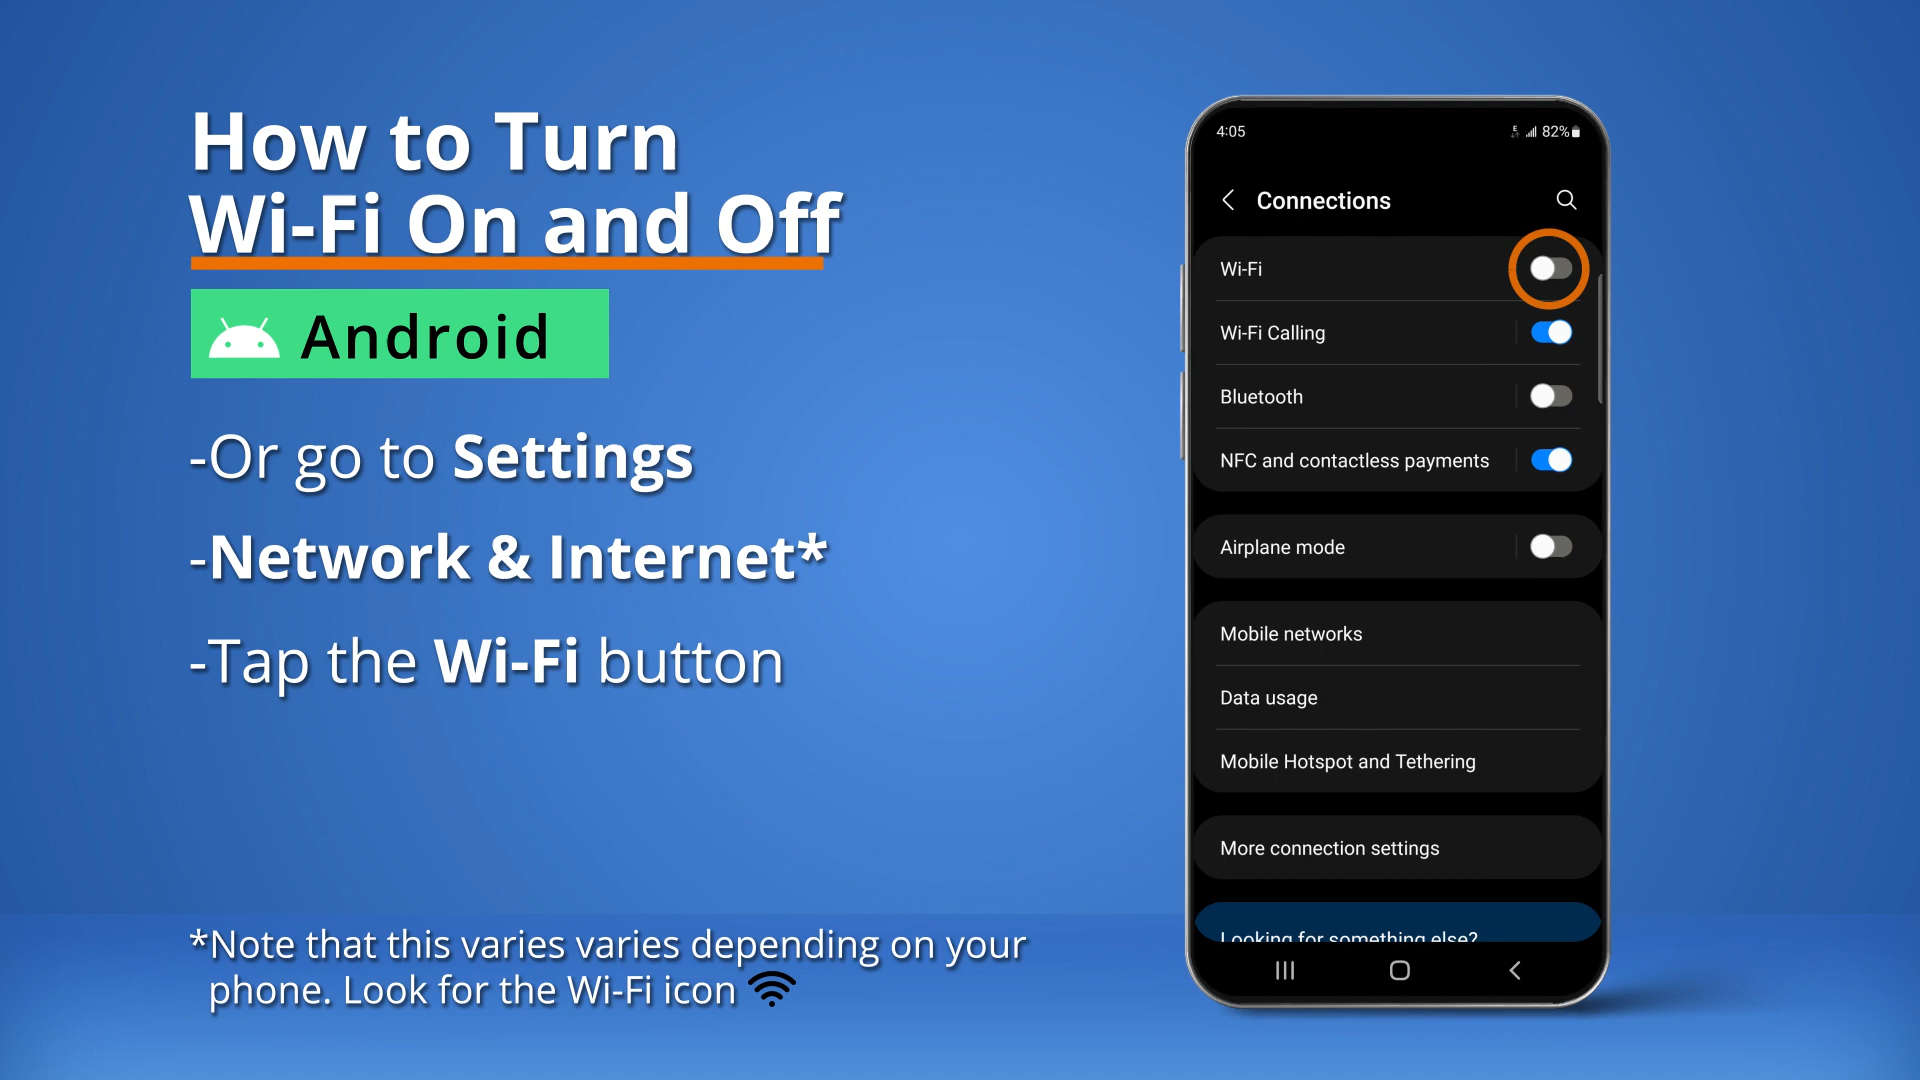 How to Turn
Wi-Fi On and Off
Android
-Or go to Settings
-Network & Internet*
-Tap the Wi-Fi button
*Note that this varies varies depending on your
phone. Look for the Wi-Fi icon
4:05
E 82%
Connections
Wi-Fi
Wi-Fi Calling
Bluetooth
NFC and contactless payments
Airplane mode
Mobile networks
Data usage
Mobile Hotspot and Tethering
More connection settings
Looking for something else?